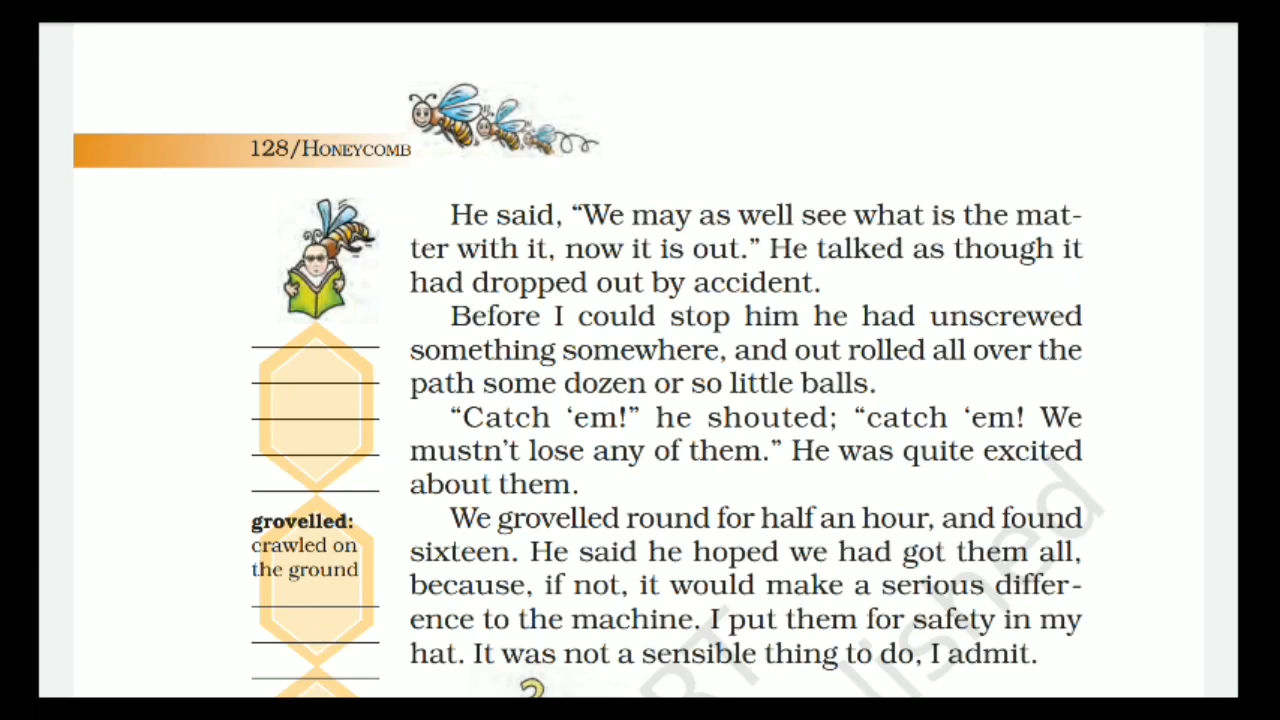 128/HONEYCOMB
He said, “We may as well see what is the mat-
ter with it, now it is out.” He talked as though it
had dropped out by accident.
Before I could stop him he had unscrewed
something somewhere, and out rolled all over the
path some dozen or so little balls.
“Catch ‘em!” he shouted; “catch ‘em! We
mustn’t lose any of them.” He was quite excited
about them.
grovelled:
crawled on
the ground
We grovelled round for half an hour, and found
sixteen. He said he hoped we had got them all,
because, if not, it would make a serious differ-
ence to the machine. I put them for safety in my
hat. It was not a sensible thing to do, I admit.